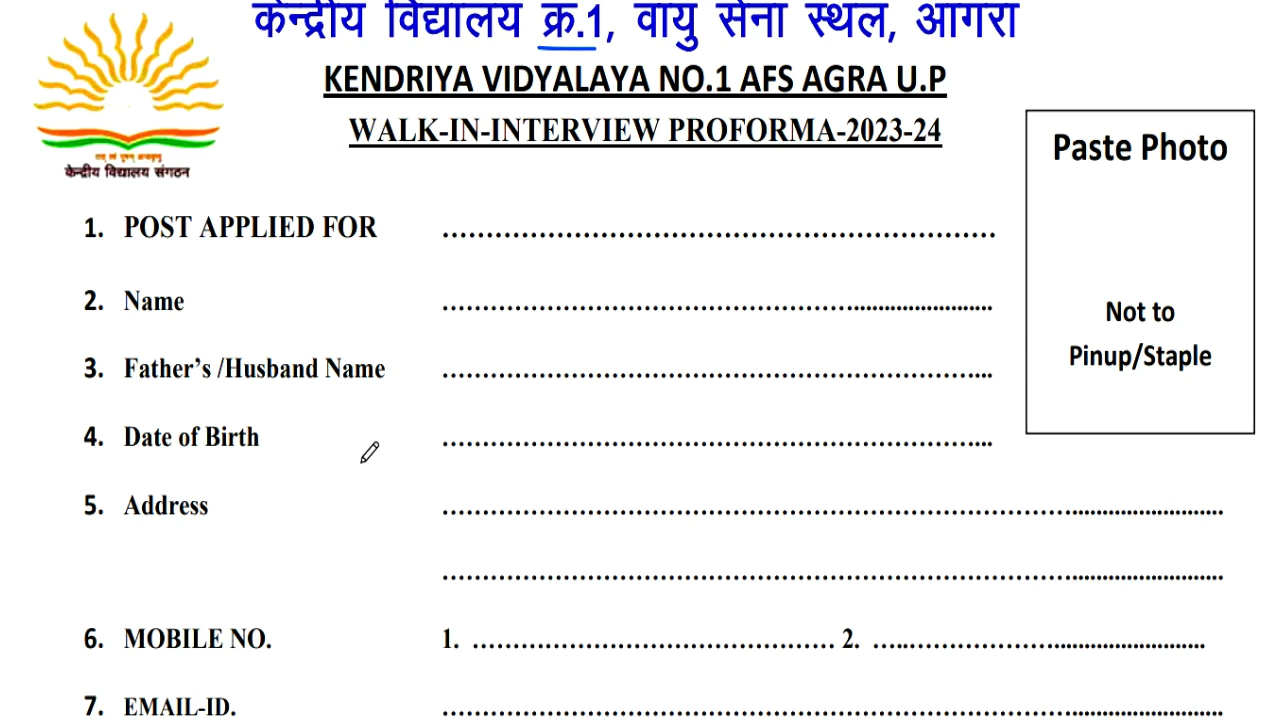 केन्द्रीय विद्यालय क्र.1, वायु सेना स्थल, आगरा
KENDRIYA VIDYALAYA NO.1 AFS AGRA U.P
WALK-IN-INTERVIEW PROFORMA-2023-24
केन्द्रीय विद्यालय संगठन
Paste Photo
Not to
Pinup/Staple
1. POST APPLIED FOR ……………………………………………………
2. Name ……………………………………………………
3. Father’s /Husband Name ……………………………………………………
4. Date of Birth ……………………………………………………
5. Address ……………………………………………………………………
……………………………………………………………………
6. MOBILE NO. 1. ………………………………… 2. …………………………………
7. EMAIL-ID. ……………………………………………………………………